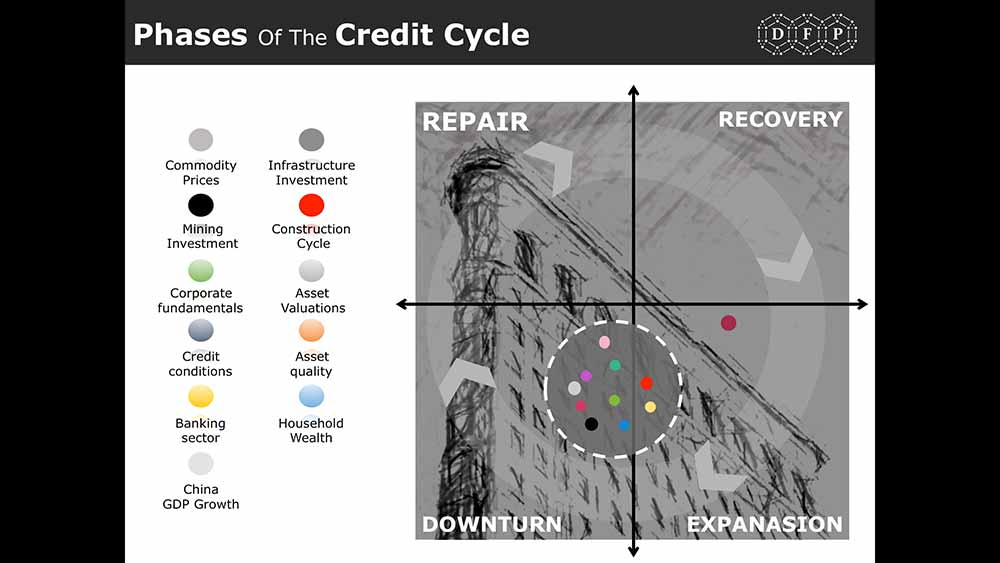 Phases Of The Credit Cycle
D F P
Commodity
Prices
Infrastructure
Investment
Mining
Investment
Construction
Cycle
Corporate
fundamentals
Asset
Valuations
Credit
conditions
Asset
quality
Banking
sector
Household
Wealth
China
GDP Growth
REPAIR
RECOVERY
DOWNTURN
EXPANASION